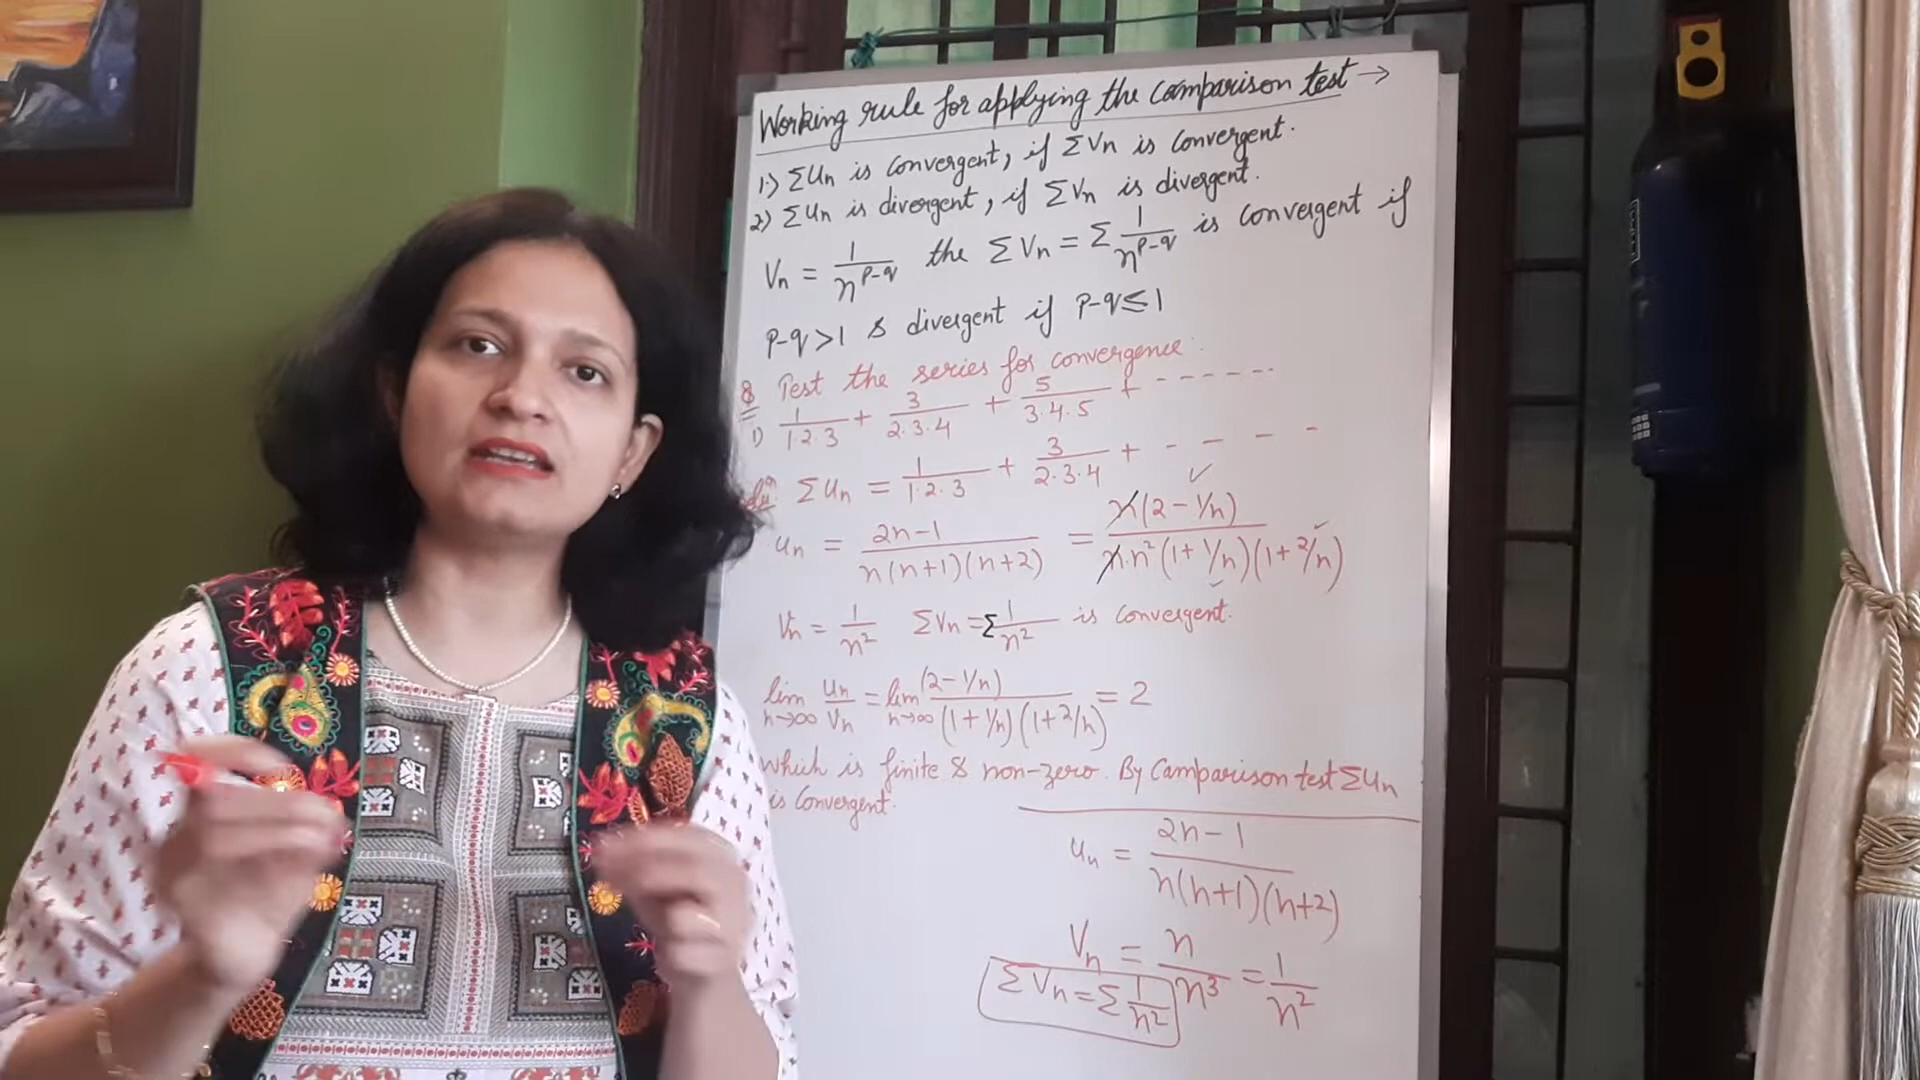 Working rule for applying the comparison test →
1.) ΣUn is convergent, if ΣVn is convergent.
2) ΣUn is divergent, if ΣVn is divergent.
Vn = 1/n^(p-q) the ΣVn = Σ 1/n^(p-q) is convergent if
p-q>1 & divergent if p-q≤1
Q Test the series for convergence.
1) 1/(1·2·3) + 3/(2·3·4) + 5/(3·4·5) + ------
ΣUn = 1/(1·2·3) + 3/(2·3·4) + - - - -
un = (2n-1)/(n(n+1)(n+2)) = n(2-1/n)/(n·n²(1+1/n)(1+2/n))
Vn = 1/n² ΣVn = Σ 1/n² is convergent.
lim n→∞ un/Vn = lim n→∞ (2-1/n)/((1+1/n)(1+2/n)) = 2
Which is finite & non-zero. By Comparison test ΣUn
is Convergent.
un = (2n-1)/(n(n+1)(n+2))
Vn = n/n³ = 1/n²
ΣVn = Σ 1/n²